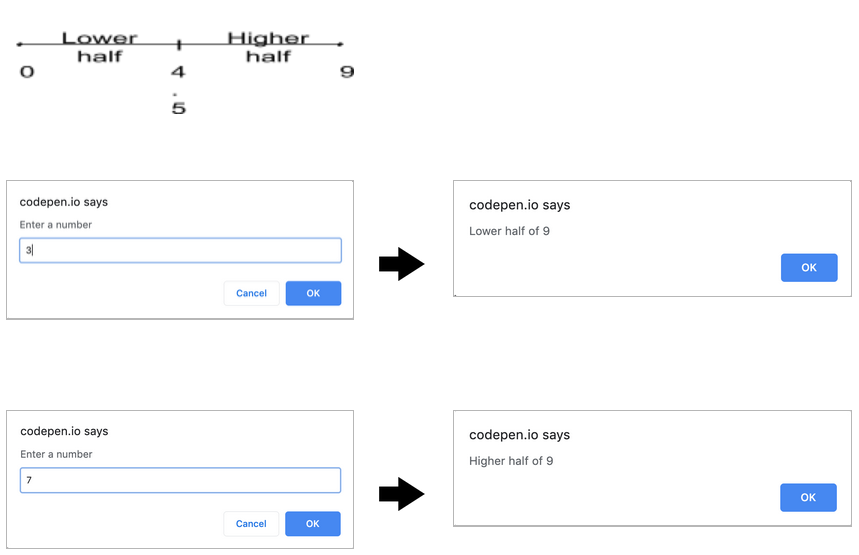 Lower Higher
half half
0 4 9
.
5
codepen.io says
Enter a number
3
Cancel OK
codepen.io says
Lower half of 9
OK
codepen.io says
Enter a number
7
Cancel OK
codepen.io says
Higher half of 9
OK